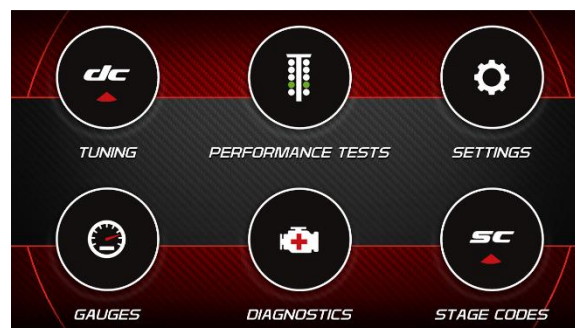 dc
TUNING
PERFORMANCE TESTS
SETTINGS
GAUGES
DIAGNOSTICS
sc
STAGE CODES